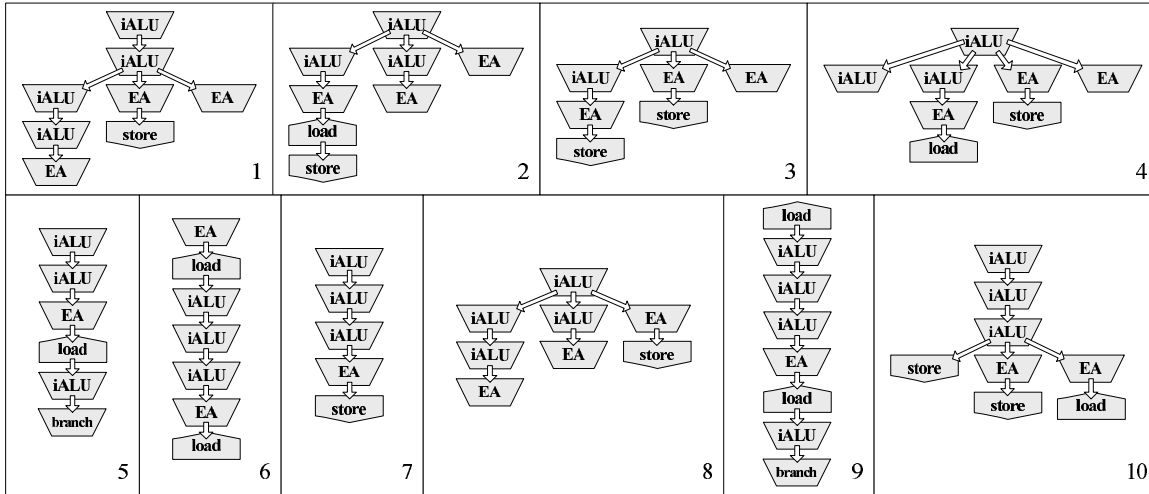 iALU
iALU
iALU EA EA
iALU store
EA
1
iALU
iALU iALU EA
EA EA
load
store
2
iALU
iALU EA EA
EA store
store
3
iALU
iALU iALU EA EA
EA store
load
4
iALU
iALU
EA
load
iALU
branch
5
EA
load
iALU
iALU
iALU
EA
load
6
iALU
iALU
iALU
EA
store
7
iALU
iALU iALU EA
iALU EA store
EA
8
load
iALU
iALU
iALU
EA
load
iALU
branch
9
iALU
iALU
iALU
store EA EA
store load
10